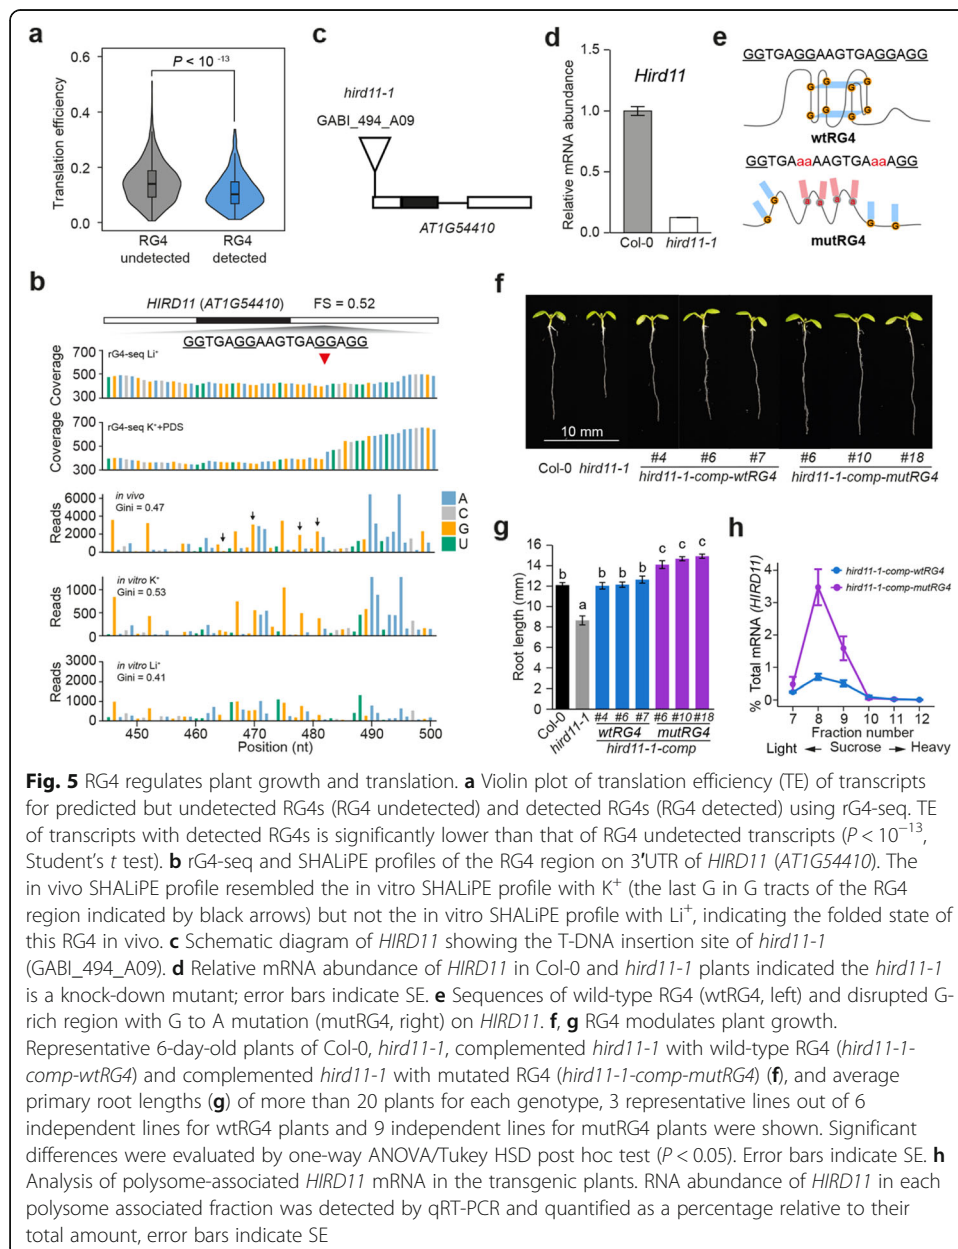 a
0.6
0.4
0.2
0.0
Translation efficiency
P < 10 -13
RG4 undetected
RG4 detected
c
hird11-1
GABI_494_A09
AT1G54410
d
1.5
1.0
0.5
0.0
Relative mRNA abundance
Hird11
Col-0 hird11-1
e
GGTGAGGAAGTGAGGAGG
G G G G G G G G
wtRG4
GGTGAaaAAGTGAaaAGG
G G a a a a G G
mutRG4
b
HIRD11 (AT1G54410) FS = 0.52
GGTGAGGAAGTGAGGAGG
Coverage
700
500
300
rG4-seq Li+
Coverage
700
500
300
rG4-seq K++PDS
Reads
6000
4000
2000
0
in vivo
Gini = 0.47
A
C
G
U
Reads
1000
500
0
in vitro K+
Gini = 0.53
Reads
3000
2000
1000
0
in vitro Li+
Gini = 0.41
450 460 470 480 490 500
Position (nt)
f
10 mm
Col-0 hird11-1
#4 #6 #7
hird11-1-comp-wtRG4
#6 #10 #18
hird11-1-comp-mutRG4
g
16
14
12
10
8
6
4
2
0
Root length (mm)
b a b b b c c c
Col-0
hird11-1
#4 #6 #7 #6 #10 #18
wtRG4 mutRG4
hird11-1-comp
h
hird11-1-comp-wtRG4
hird11-1-comp-mutRG4
4
3
2
1
0
% Total mRNA (HIRD11)
7 8 9 10 11 12
Fraction number
Light Sucrose Heavy
Fig. 5 RG4 regulates plant growth and translation. a Violin plot of translation efficiency (TE) of transcripts
for predicted but undetected RG4s (RG4 undetected) and detected RG4s (RG4 detected) using rG4-seq. TE
of transcripts with detected RG4s is significantly lower than that of RG4 undetected transcripts (P < 10−13,
Student's t test). b rG4-seq and SHALiPE profiles of the RG4 region on 3′UTR of HIRD11 (AT1G54410). The
in vivo SHALiPE profile resembled the in vitro SHALiPE profile with K+ (the last G in G tracts of the RG4
region indicated by black arrows) but not the in vitro SHALiPE profile with Li+, indicating the folded state of
this RG4 in vivo. c Schematic diagram of HIRD11 showing the T-DNA insertion site of hird11-1
(GABI_494_A09). d Relative mRNA abundance of HIRD11 in Col-0 and hird11-1 plants indicated the hird11-1
is a knock-down mutant; error bars indicate SE. e Sequences of wild-type RG4 (wtRG4, left) and disrupted G-
rich region with G to A mutation (mutRG4, right) on HIRD11. f, g RG4 modulates plant growth.
Representative 6-day-old plants of Col-0, hird11-1, complemented hird11-1 with wild-type RG4 (hird11-1-
comp-wtRG4) and complemented hird11-1 with mutated RG4 (hird11-1-comp-mutRG4) (f), and average
primary root lengths (g) of more than 20 plants for each genotype, 3 representative lines out of 6
independent lines for wtRG4 plants and 9 independent lines for mutRG4 plants were shown. Significant
differences were evaluated by one-way ANOVA/Tukey HSD post hoc test (P < 0.05). Error bars indicate SE. h
Analysis of polysome-associated HIRD11 mRNA in the transgenic plants. RNA abundance of HIRD11 in each
polysome associated fraction was detected by qRT-PCR and quantified as a percentage relative to their
total amount, error bars indicate SE